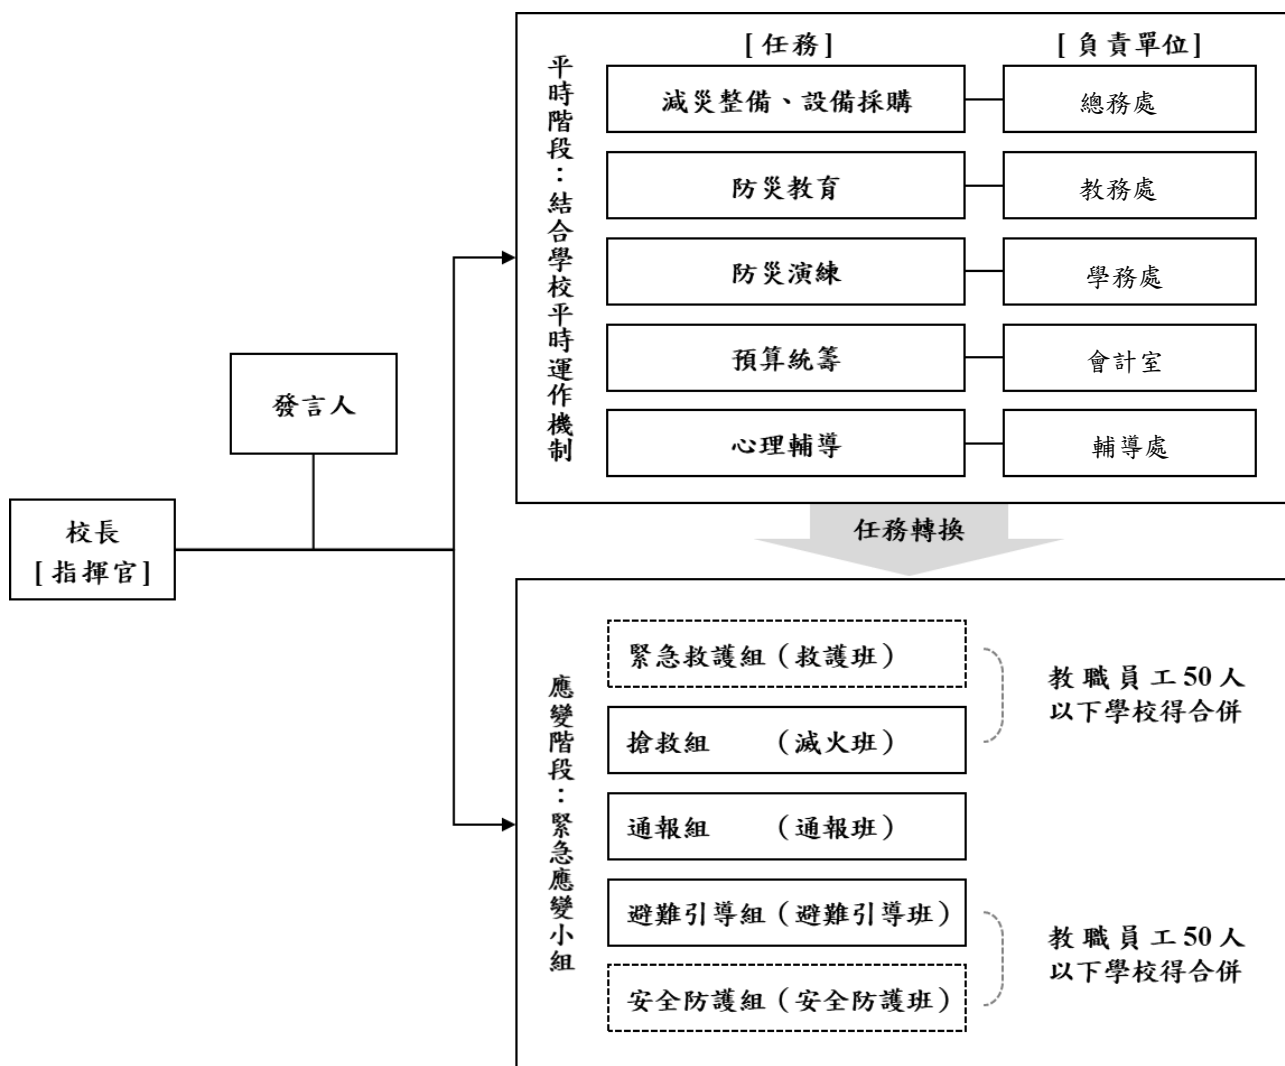 校長
[指揮官]
發言人
平時階段：結合學校平時運作機制
[任務]
[負責單位]
減災整備、設備採購
總務處
防災教育
教務處
防災演練
學務處
預算統籌
會計室
心理輔導
輔導處
任務轉換
應變階段：緊急應變小組
緊急救護組（救護班）
搶救組　　（滅火班）
通報組　　（通報班）
避難引導組（避難引導班）
安全防護組（安全防護班）
教職員工50人
以下學校得合併
教職員工50人
以下學校得合併